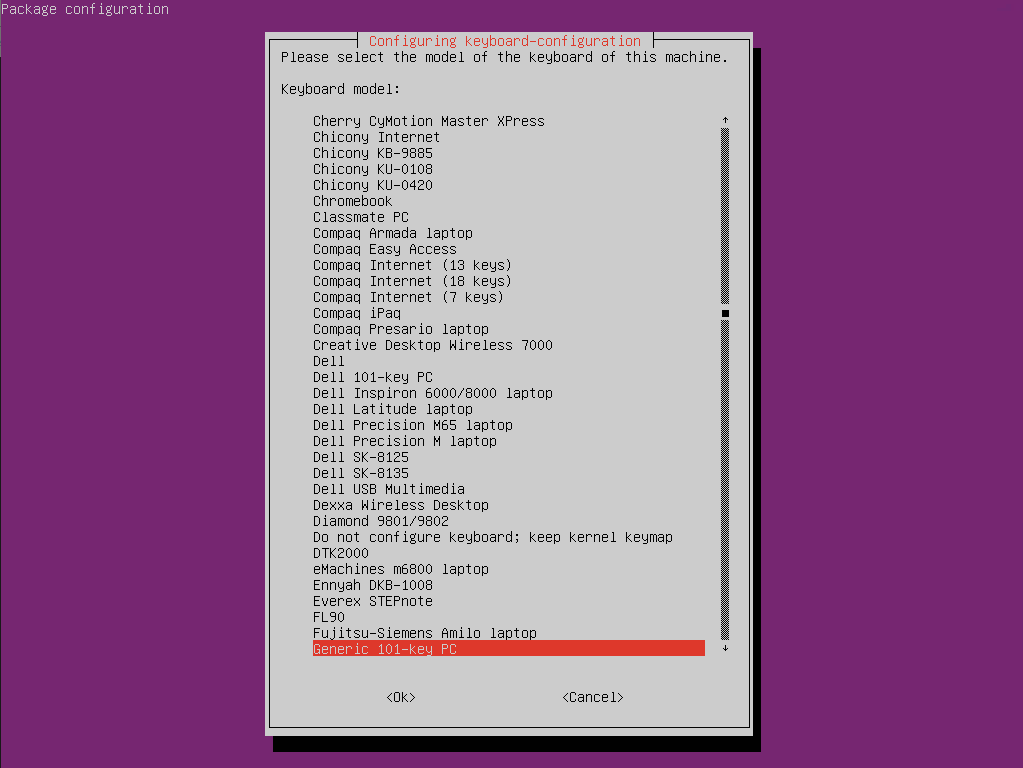 Package configuration
Configuring keyboard-configuration
Please select the model of the keyboard of this machine.
Keyboard model:
Cherry CyMotion Master XPress
Chicony Internet
Chicony KB-9885
Chicony KU-0108
Chicony KU-0420
Chromebook
Classmate PC
Compaq Armada laptop
Compaq Easy Access
Compaq Internet (13 keys)
Compaq Internet (18 keys)
Compaq Internet (7 keys)
Compaq iPaq
Compaq Presario laptop
Creative Desktop Wireless 7000
Dell
Dell 101-key PC
Dell Inspiron 6000/8000 laptop
Dell Latitude laptop
Dell Precision M65 laptop
Dell Precision M laptop
Dell SK-8125
Dell SK-8135
Dell USB Multimedia
Dexxa Wireless Desktop
Diamond 9801/9802
Do not configure keyboard; keep kernel keymap
DTK2000
eMachines m6800 laptop
Ennyah DKB-1008
Everex STEPnote
FL90
Fujitsu-Siemens Amilo laptop
Generic 101-key PC
<Ok> <Cancel>